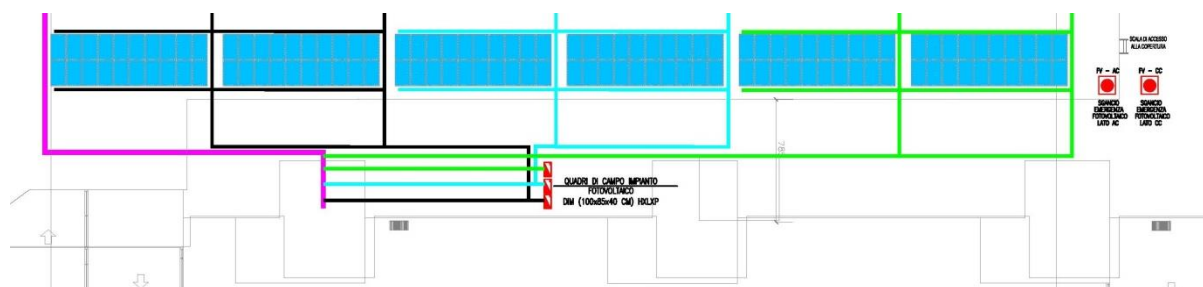 SCALA DI ACCESSO
ALLA COPERTURA
FV - AC
FV - CC
SGANCIO
EMERGENZA
FOTOVOLTAICO
LATO AC
SGANCIO
EMERGENZA
FOTOVOLTAICO
LATO CC
QUADRI DI CAMPO IMPIANTO
FOTOVOLTAICO
DIM (100x85x40 CM) HXLXP